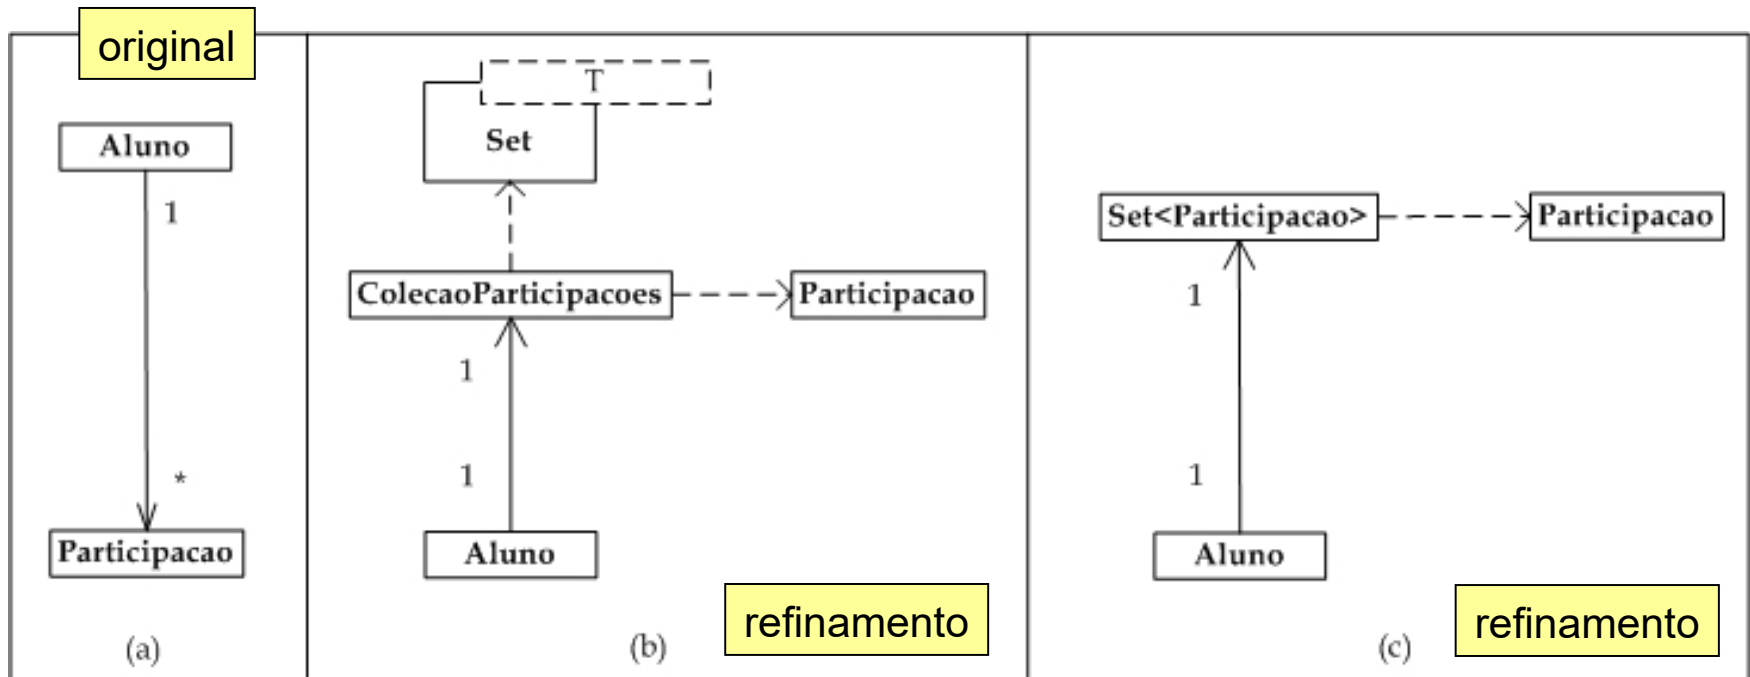 original
Aluno
1
*
Participacao
(a)
T
Set
ColecaoParticipacoes
Participacao
1
1
Aluno
refinamento
(b)
Set<Participacao>
Participacao
1
1
Aluno
refinamento
(c)